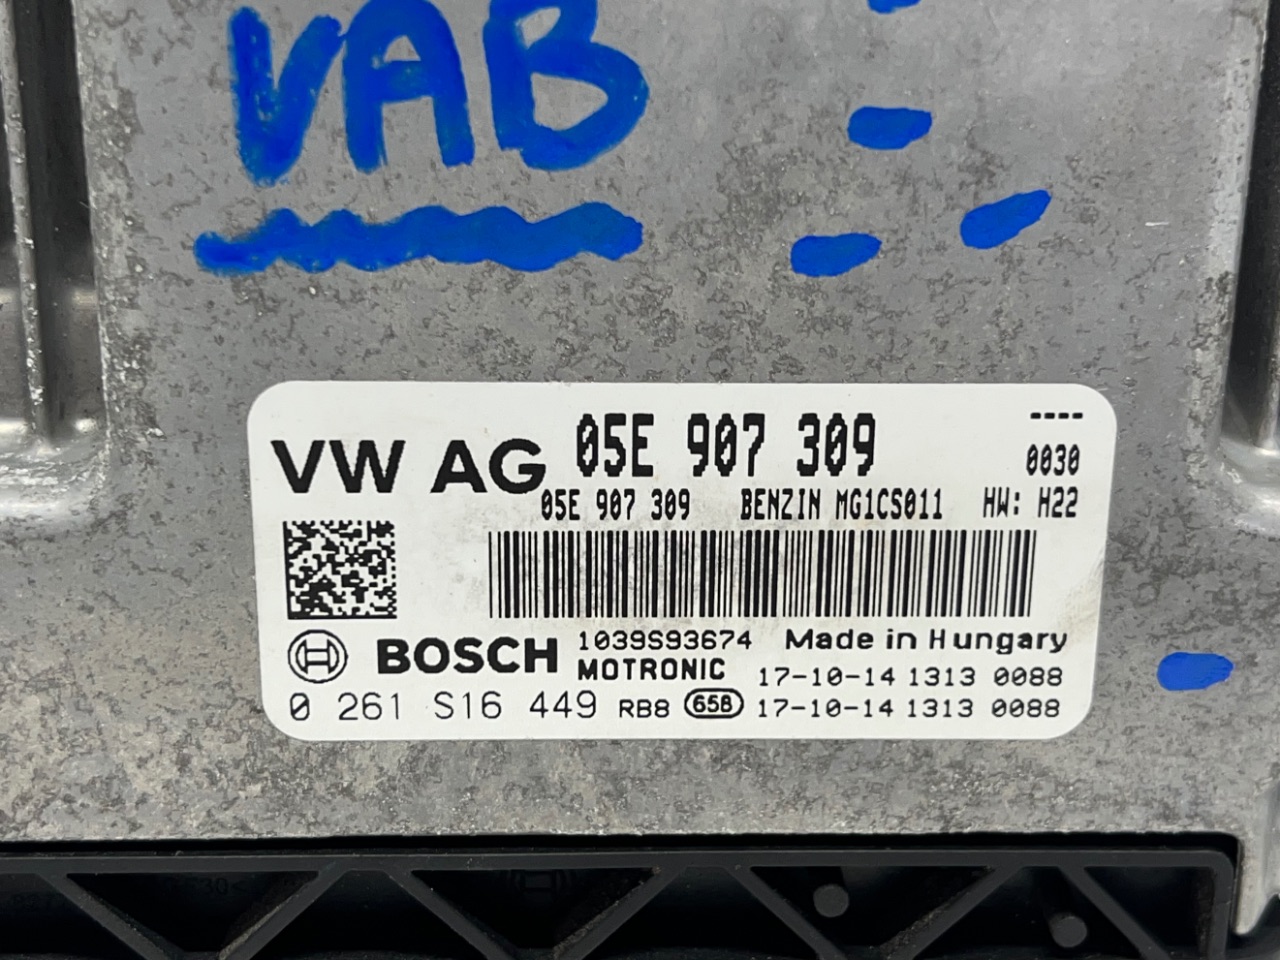 VAB
VW AG 05E 907 309 ----
0030
05E 907 309 BENZIN MG1CS011 HW: H22
BOSCH 1039S93674 Made in Hungary
MOTRONIC 17-10-14 1313 0088
0 261 S16 449 RB8 65B 17-10-14 1313 0088